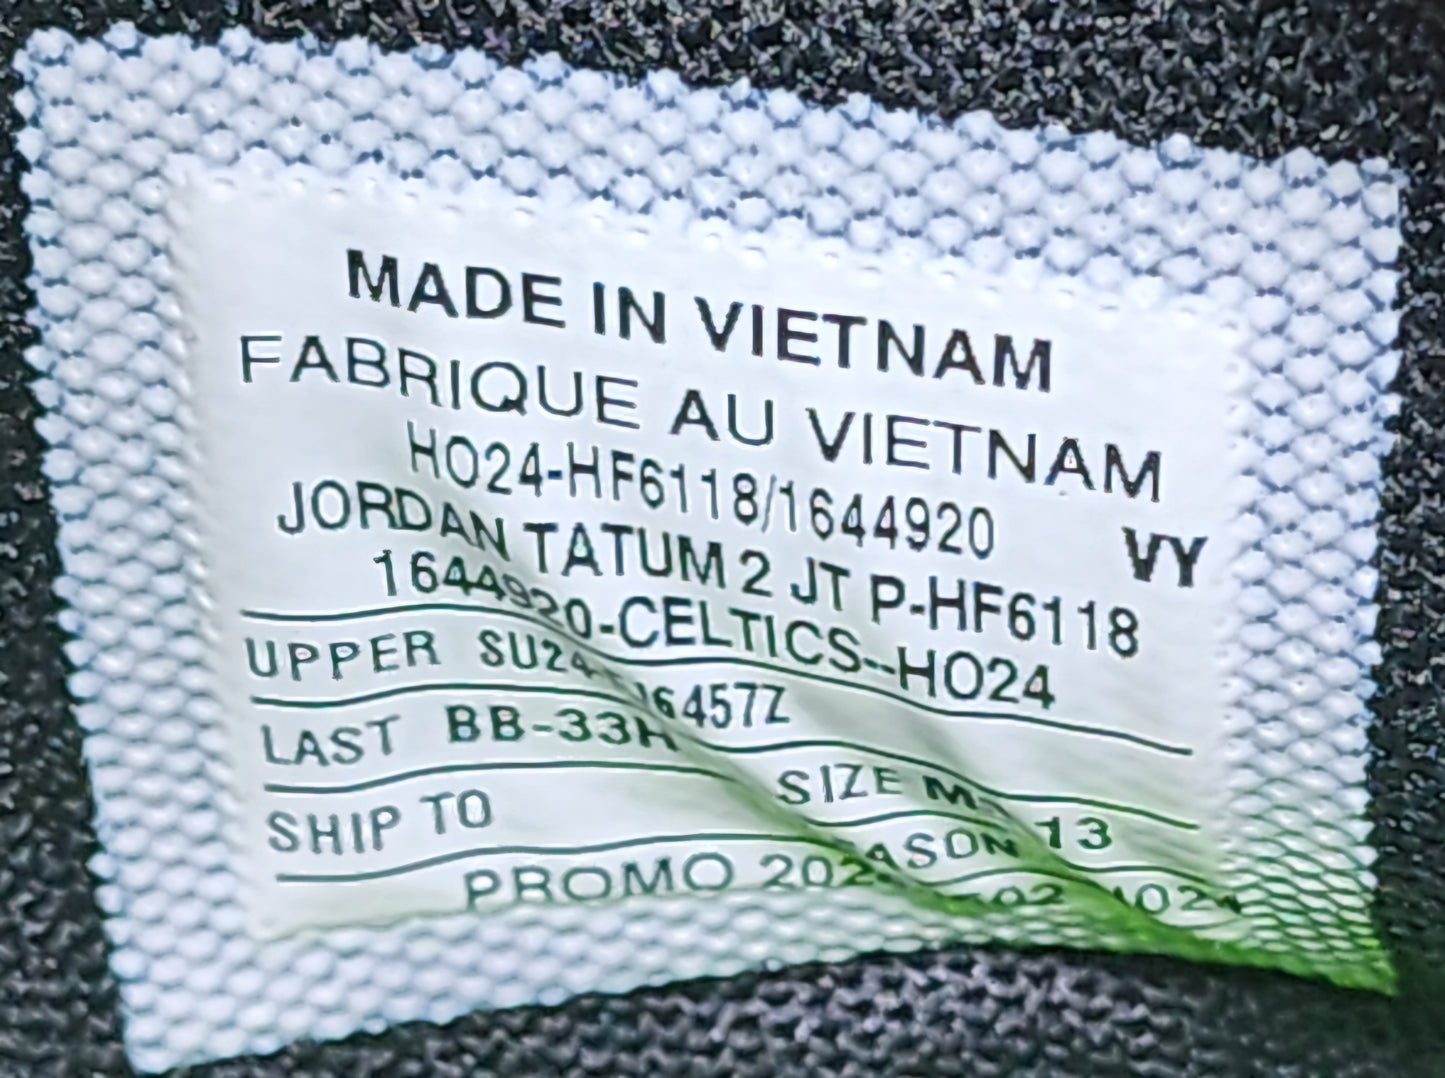 MADE IN VIETNAM
FABRIQUE AU VIETNAM
HO24-HF6118/1644920 VY
JORDAN TATUM 2 JT P-HF6118
1644920-CELTICS--HO24
UPPER SU24
LAST BB-33H SIZE 13
SHIP TO
PROMO